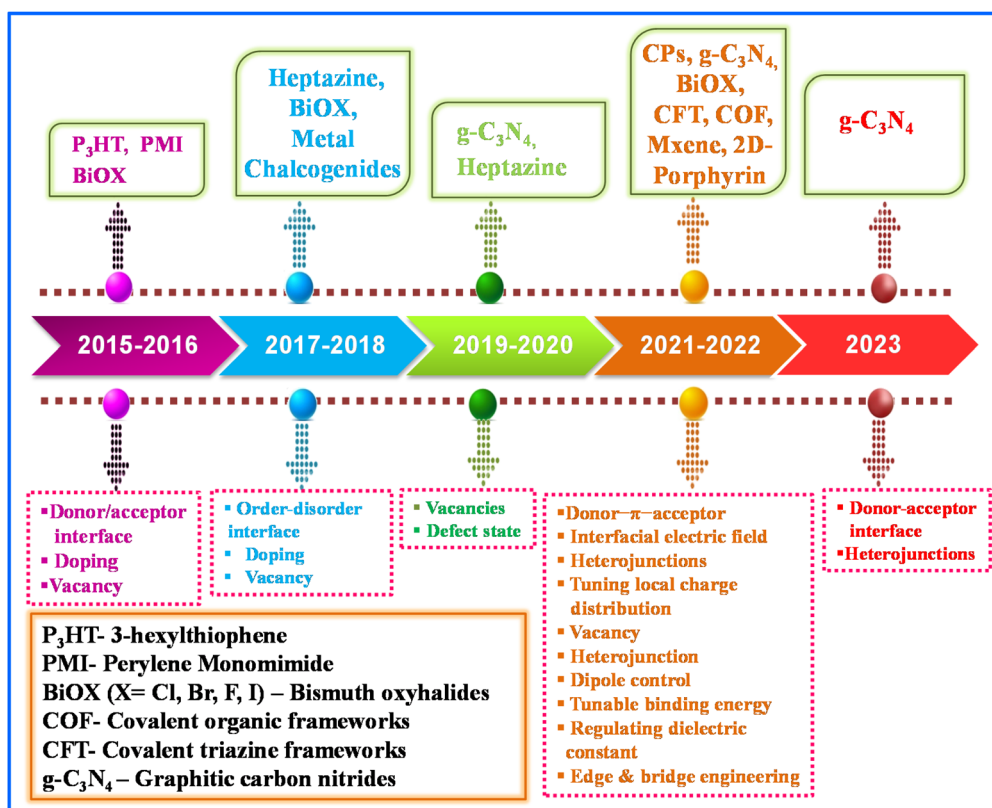 P₃HT, PMI
BiOX
Heptazine,
BiOX,
Metal
Chalcogenides
g-C₃N₄,
Heptazine
CPs, g-C₃N₄,
BiOX,
CFT, COF,
Mxene, 2D-
Porphyrin
g-C₃N₄
2015-2016
2017-2018
2019-2020
2021-2022
2023
▪Donor/acceptor
interface
▪ Doping
▪Vacancy
▪ Order-disorder
interface
▪ Doping
▪ Vacancy
▪ Vacancies
▪ Defect state
▪Donor−π−acceptor
▪ Interfacial electric field
▪ Heterojunctions
▪ Tuning local charge
distribution
▪ Vacancy
▪ Heterojunction
▪ Dipole control
▪ Tunable binding energy
▪ Regulating dielectric
constant
▪ Edge & bridge engineering
▪ Donor-acceptor
interface
▪Heterojunctions
P₃HT- 3-hexylthiophene
PMI- Perylene Monomimide
BiOX (X= Cl, Br, F, I) – Bismuth oxyhalides
COF- Covalent organic frameworks
CFT- Covalent triazine frameworks
g-C₃N₄ – Graphitic carbon nitrides